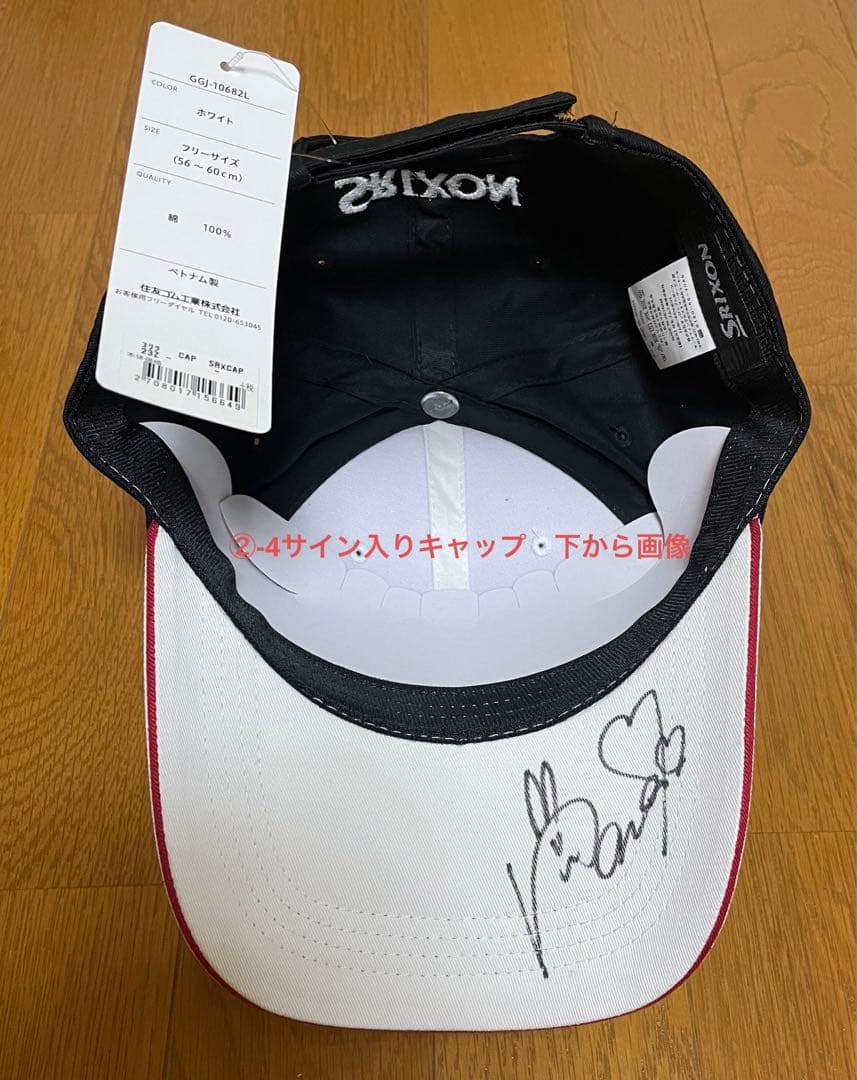 GGJ-10682L
COLOR
ホワイト
SIZE
フリーサイズ
(56～60cm)
QUALITY
綿 100%
ベトナム製
住友ゴム工業株式会社
お客様用フリーダイヤル TEL 0120-653045
232 - CAP SRXCAP
+税
2708017156649
SRIXON
SRIXON
②-4サイン入りキャップ・下から画像